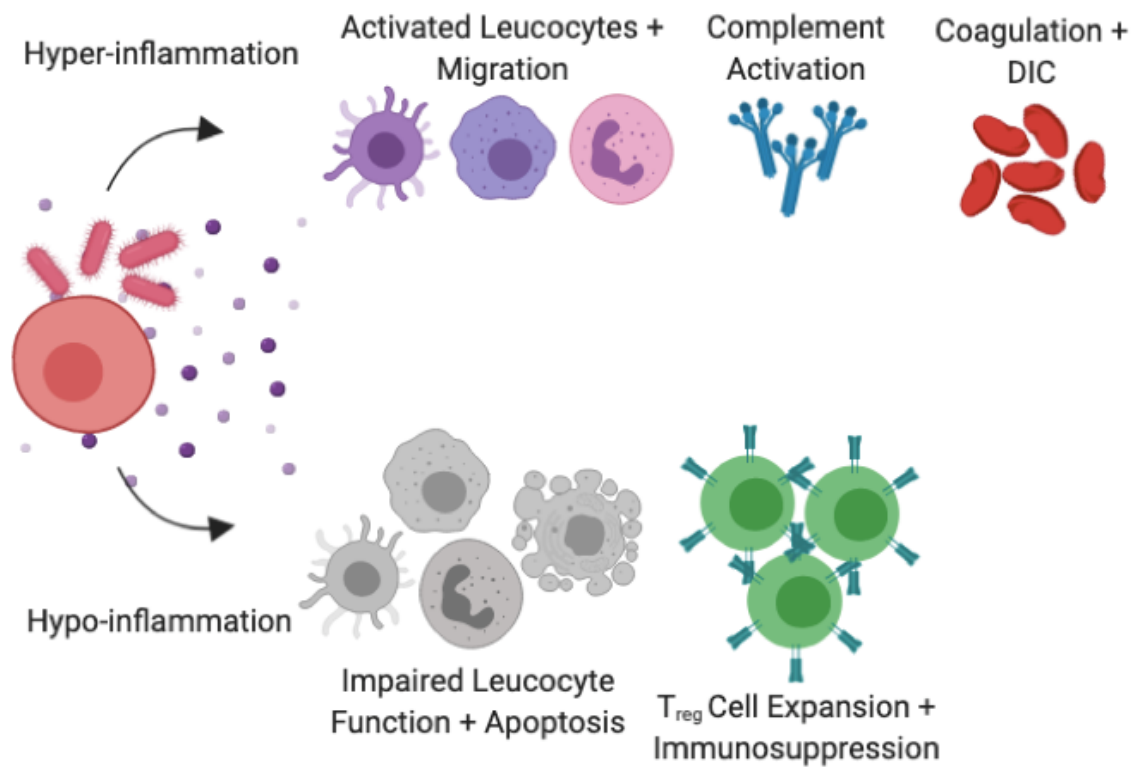 Hyper-inflammation
Activated Leucocytes +
Migration
Complement
Activation
Coagulation +
DIC
Hypo-inflammation
Impaired Leucocyte
Function + Apoptosis
Treg Cell Expansion +
Immunosuppression